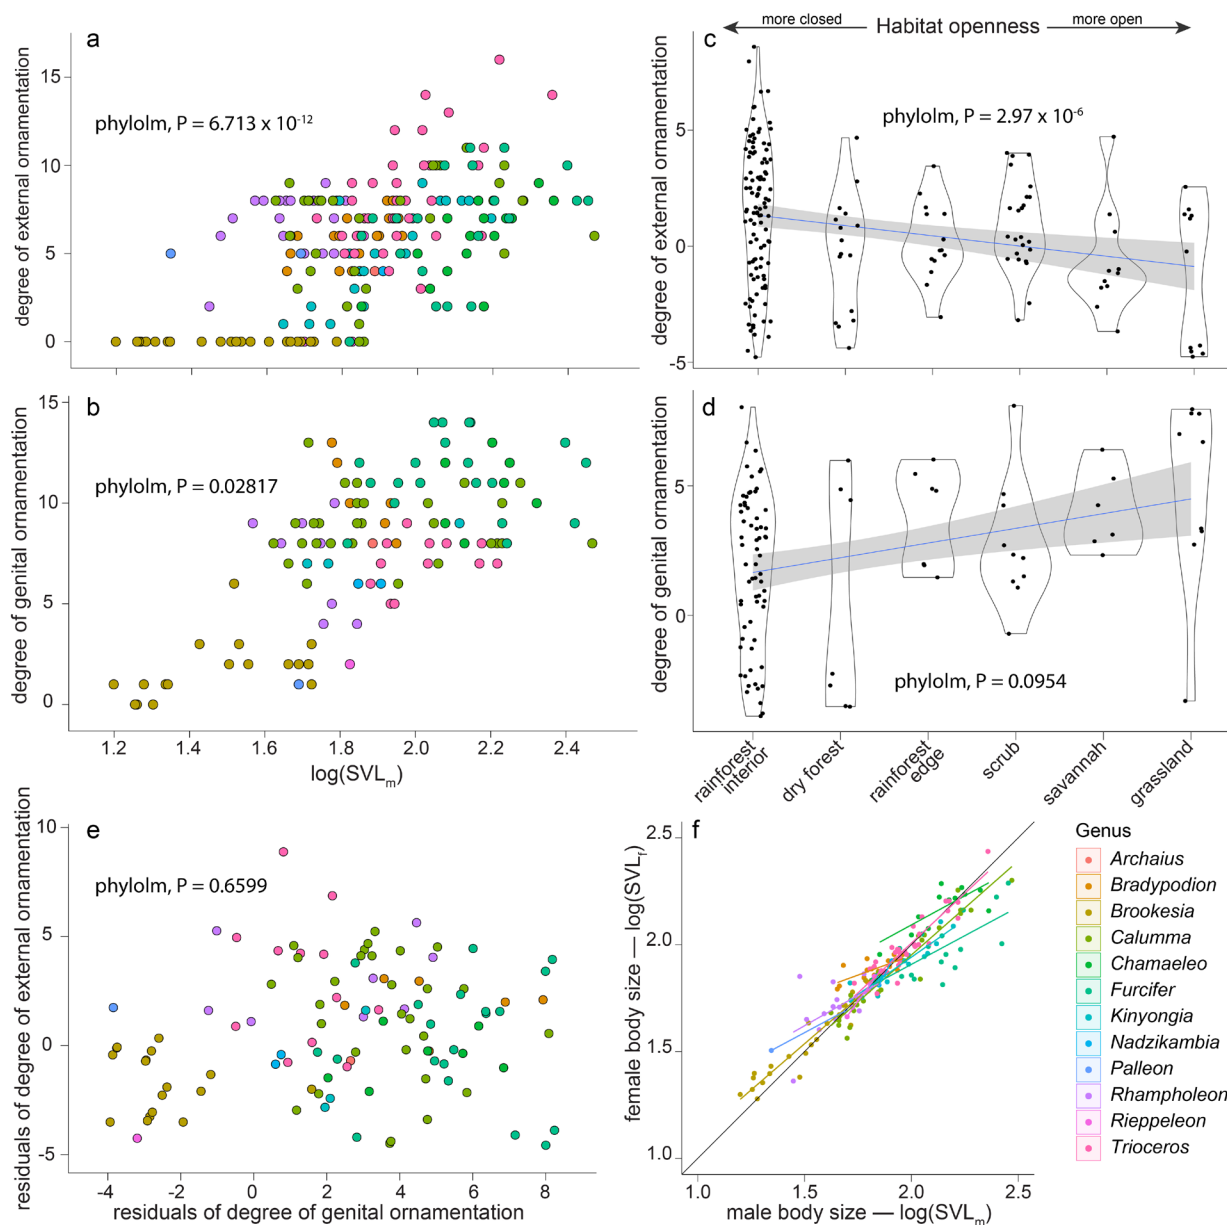 a
degree of external ornamentation
15
10
5
0
phylolm, P = 6.713 x 10-12
more closed
Habitat openness
more open
c
degree of external ornamentation
5
0
-5
phylolm, P = 2.97 x 10-6
b
degree of genital ornamentation
15
10
5
0
phylolm, P = 0.02817
1.2
1.4
1.6
1.8
2.0
2.2
2.4
log(SVLm)
d
degree of genital ornamentation
5
0
phylolm, P = 0.0954
rainforest
interior
dry forest
rainforest
edge
scrub
savannah
grassland
e
residuals of degree of external ornamentation
10
5
0
-5
phylolm, P = 0.6599
-4
-2
0
2
4
6
8
residuals of degree of genital ornamentation
f
female body size — log(SVLf)
2.5
2.0
1.5
1.0
1.0
1.5
2.0
2.5
male body size — log(SVLm)
Genus
Archaius
Bradypodion
Brookesia
Calumma
Chamaeleo
Furcifer
Kinyongia
Nadzikambia
Palleon
Rhampholeon
Rieppeleon
Trioceros